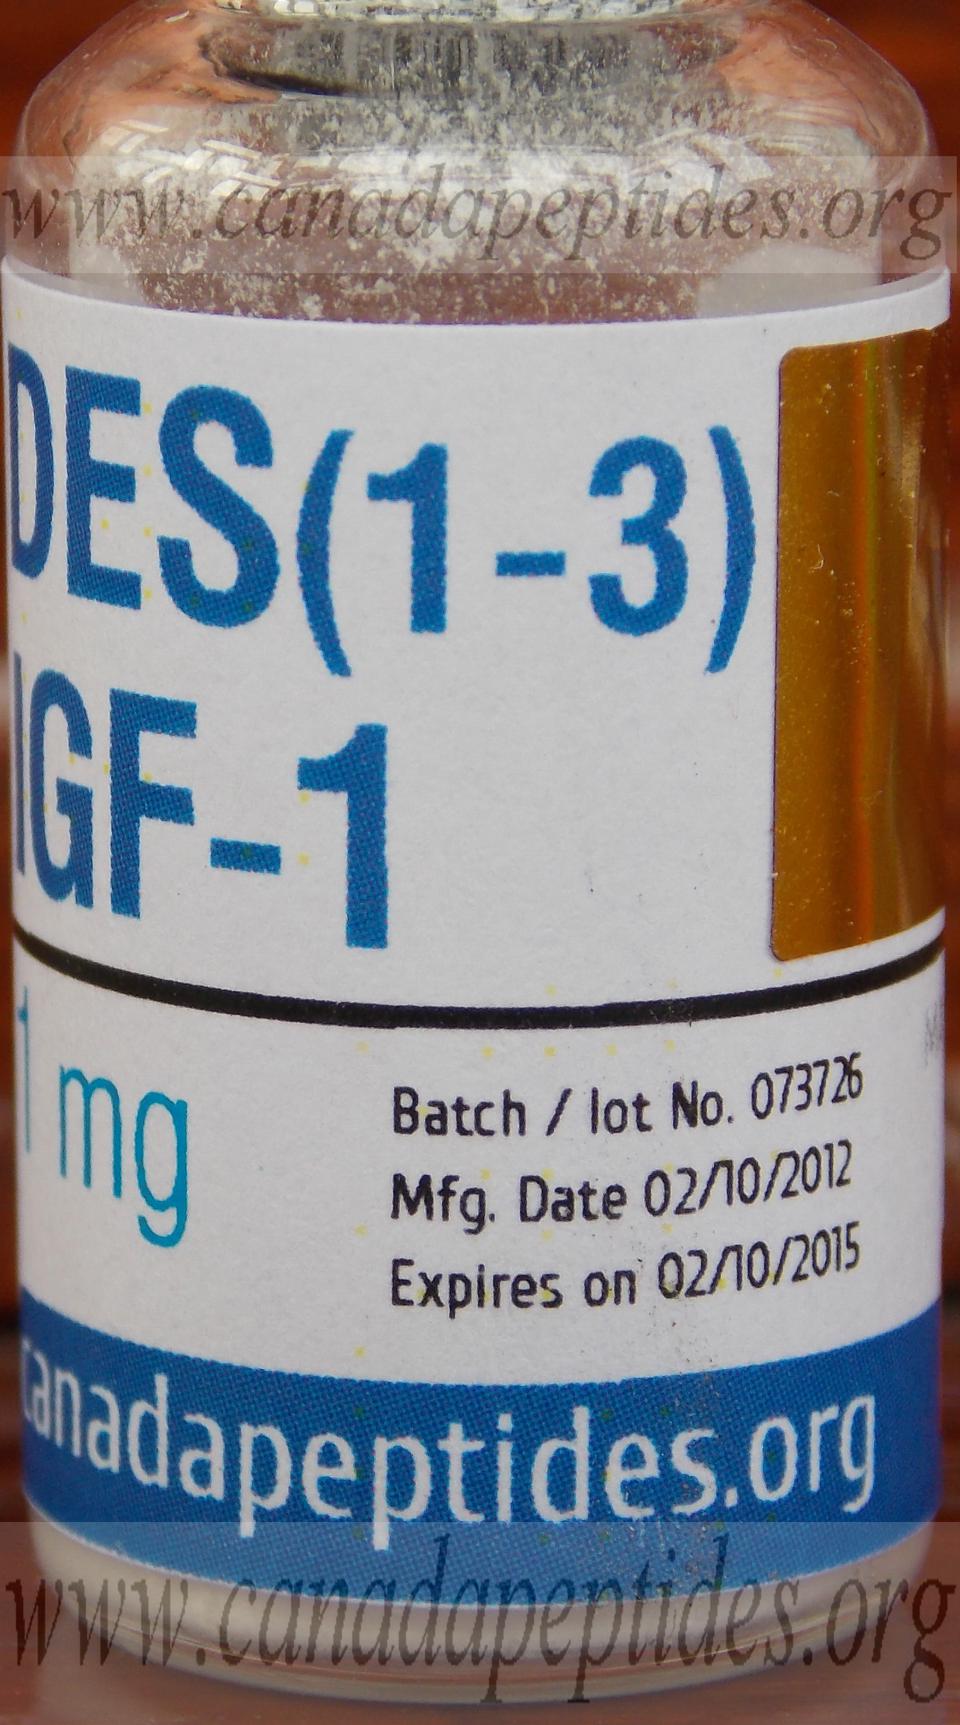 www.canadapeptides.org
DES(1-3)
IGF-1
1 mg
Batch / lot No. 073726
Mfg. Date 02/10/2012
Expires on 02/10/2015
canadapeptides.org
www.canadapeptides.org